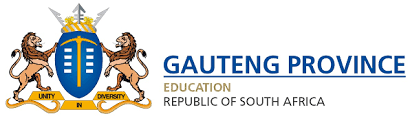 GAUTENG PROVINCE
EDUCATION
REPUBLIC OF SOUTH AFRICA
UNITY
IN
DIVERSITY